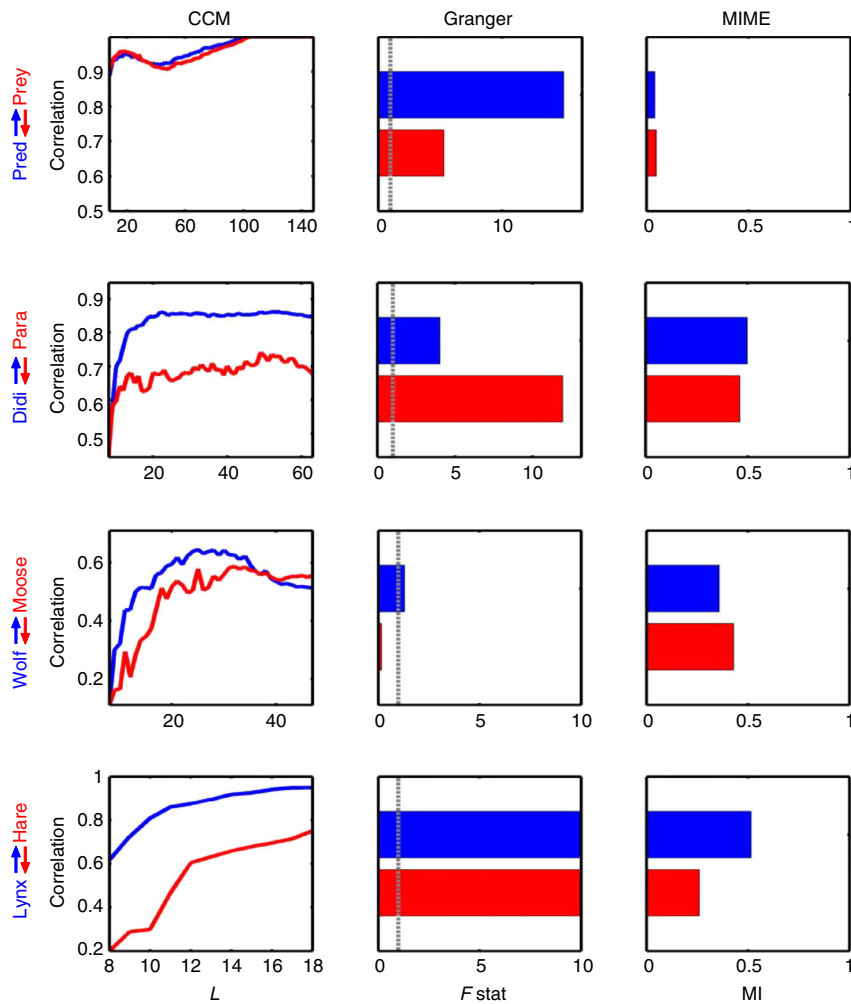 CCM Granger MIME
Pred Prey
Correlation
0.9
0.8
0.7
0.6
0.5
20 60 100 140
0 10
0 0.5 1
Didi Para
Correlation
0.9
0.8
0.7
0.6
0.5
20 40 60
0 5 10
0 0.5 1
Wolf Moose
Correlation
0.6
0.4
0.2
20 40
0 5 10
0 0.5 1
Lynx Hare
Correlation
1
0.8
0.6
0.4
0.2
8 10 12 14 16 18
0 5 10
0 0.5 1
L F stat MI